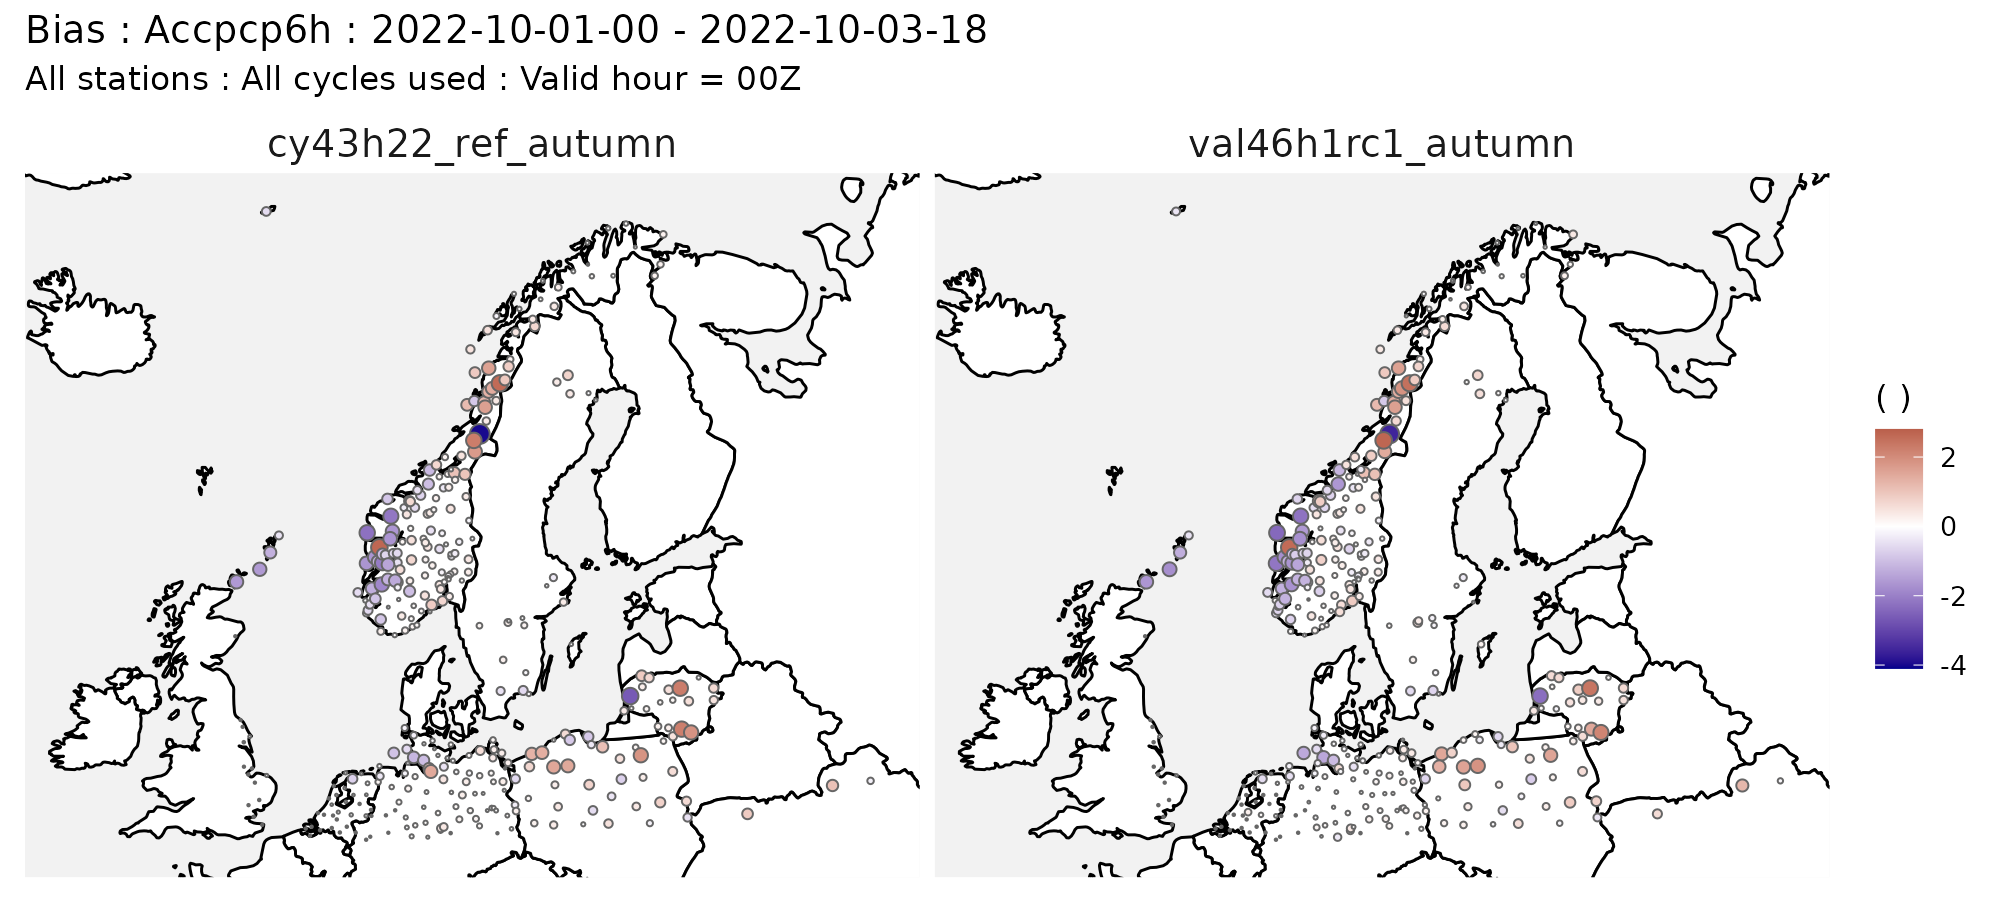 Bias : Accpcp6h : 2022-10-01-00 - 2022-10-03-18
All stations : All cycles used : Valid hour = 00Z
cy43h22_ref_autumn
val46h1rc1_autumn
( )
2
0
-2
-4